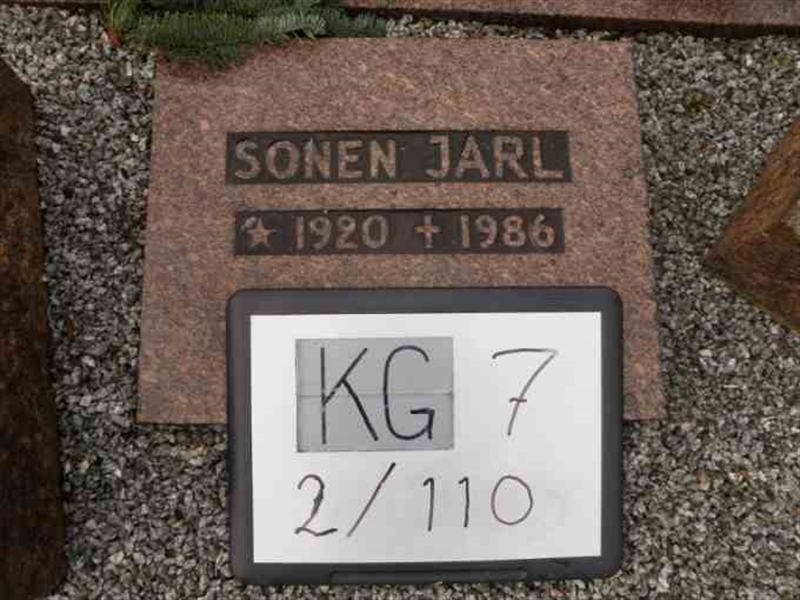 SONEN JARL
★ 1920 + 1986
KG 7
2/110